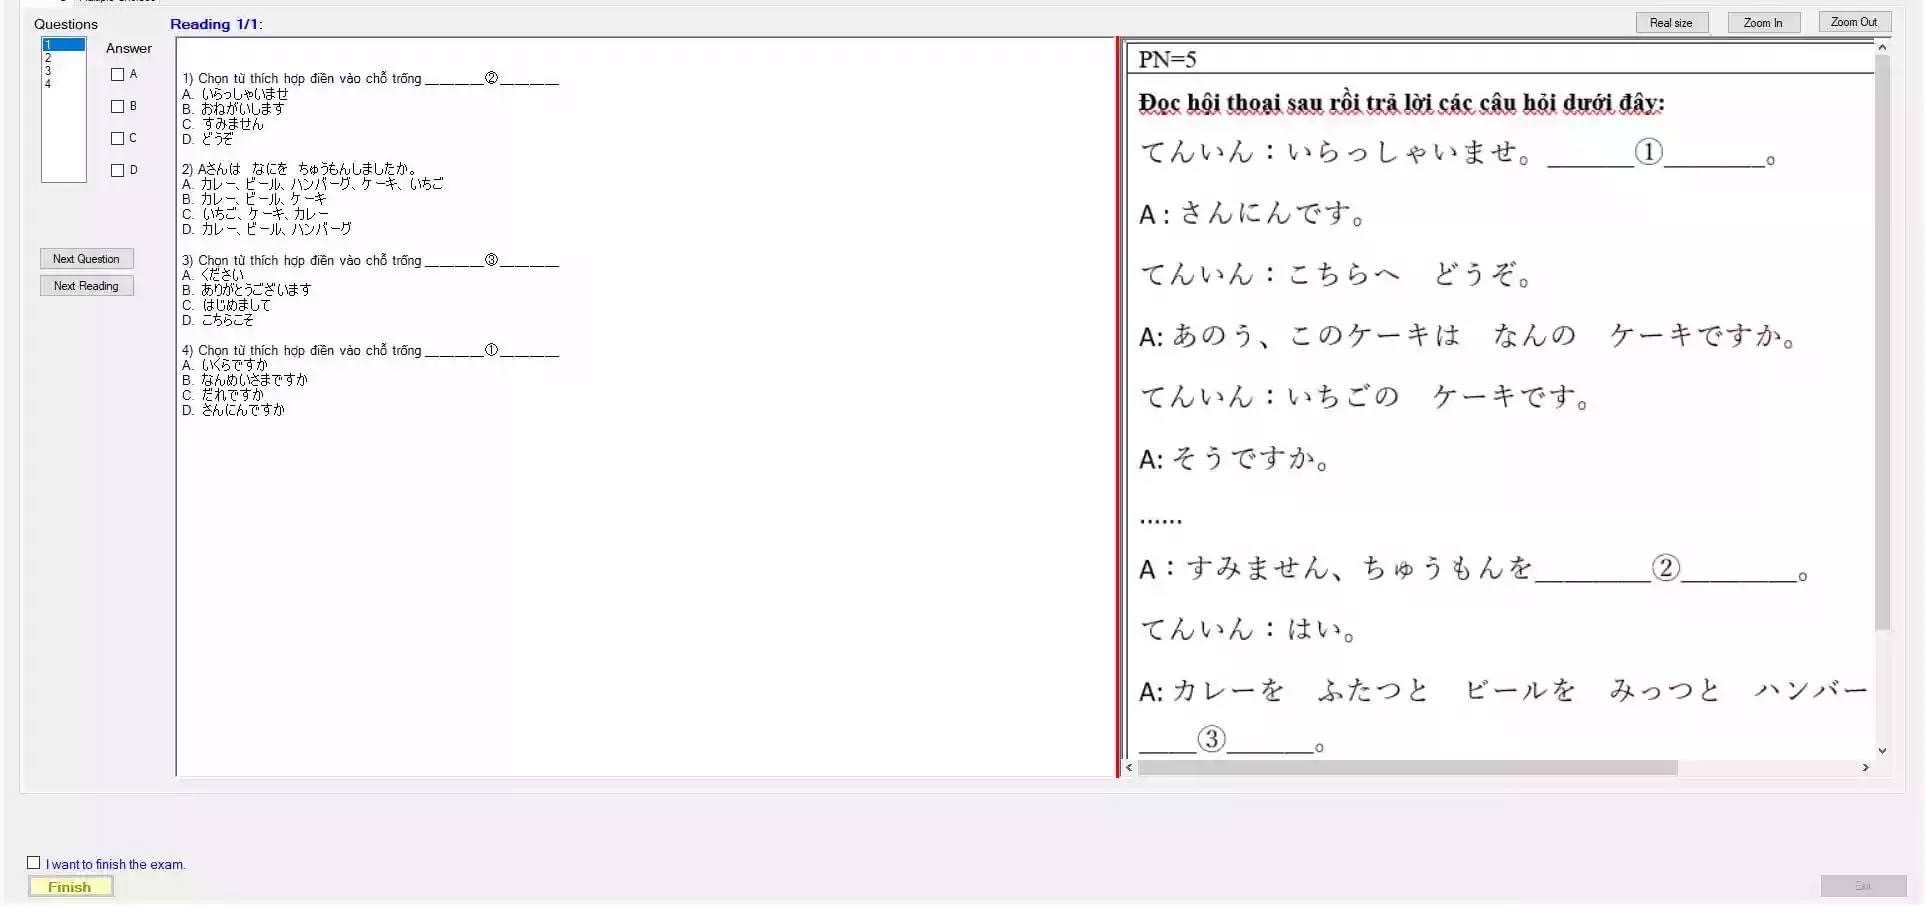 Questions
Reading 1/1:
Real size
Zoom In
Zoom Out
1
2
3
4
Answer
A
B
C
D
Next Question
Next Reading
1) Chọn từ thích hợp điền vào chỗ trống ________②________
A. いらっしゃいませ
B. おねがいします
C. すみません
D. どうぞ
2) Aさんは なにを ちゅうもんしましたか。
A. カレー、ビール、ハンバーグ、ケーキ、いちご
B. カレー、ビール、ケーキ
C. いちご、ケーキ、カレー
D. カレー、ビール、ハンバーグ
3) Chọn từ thích hợp điền vào chỗ trống ________③________
A. ください
B. ありがとうございます
C. はじめまして
D. こちらこそ
4) Chọn từ thích hợp điền vào chỗ trống ________①________
A. いくらですか
B. なんめいさまですか
C. だれですか
D. さんにんですか
PN=5
Đọc hội thoại sau rồi trả lời các câu hỏi dưới đây:
てんいん：いらっしゃいませ。______①_______。
A : さんにんです。
てんいん：こちらへ どうぞ。
A: あのう、このケーキは なんの ケーキですか。
てんいん：いちごの ケーキです。
A: そうですか。
......
A：すみません、ちゅうもんを________②________。
てんいん：はい。
A: カレーを ふたつと ビールを みっつと ハンバー
____③______。
I want to finish the exam.
Finish
Exit